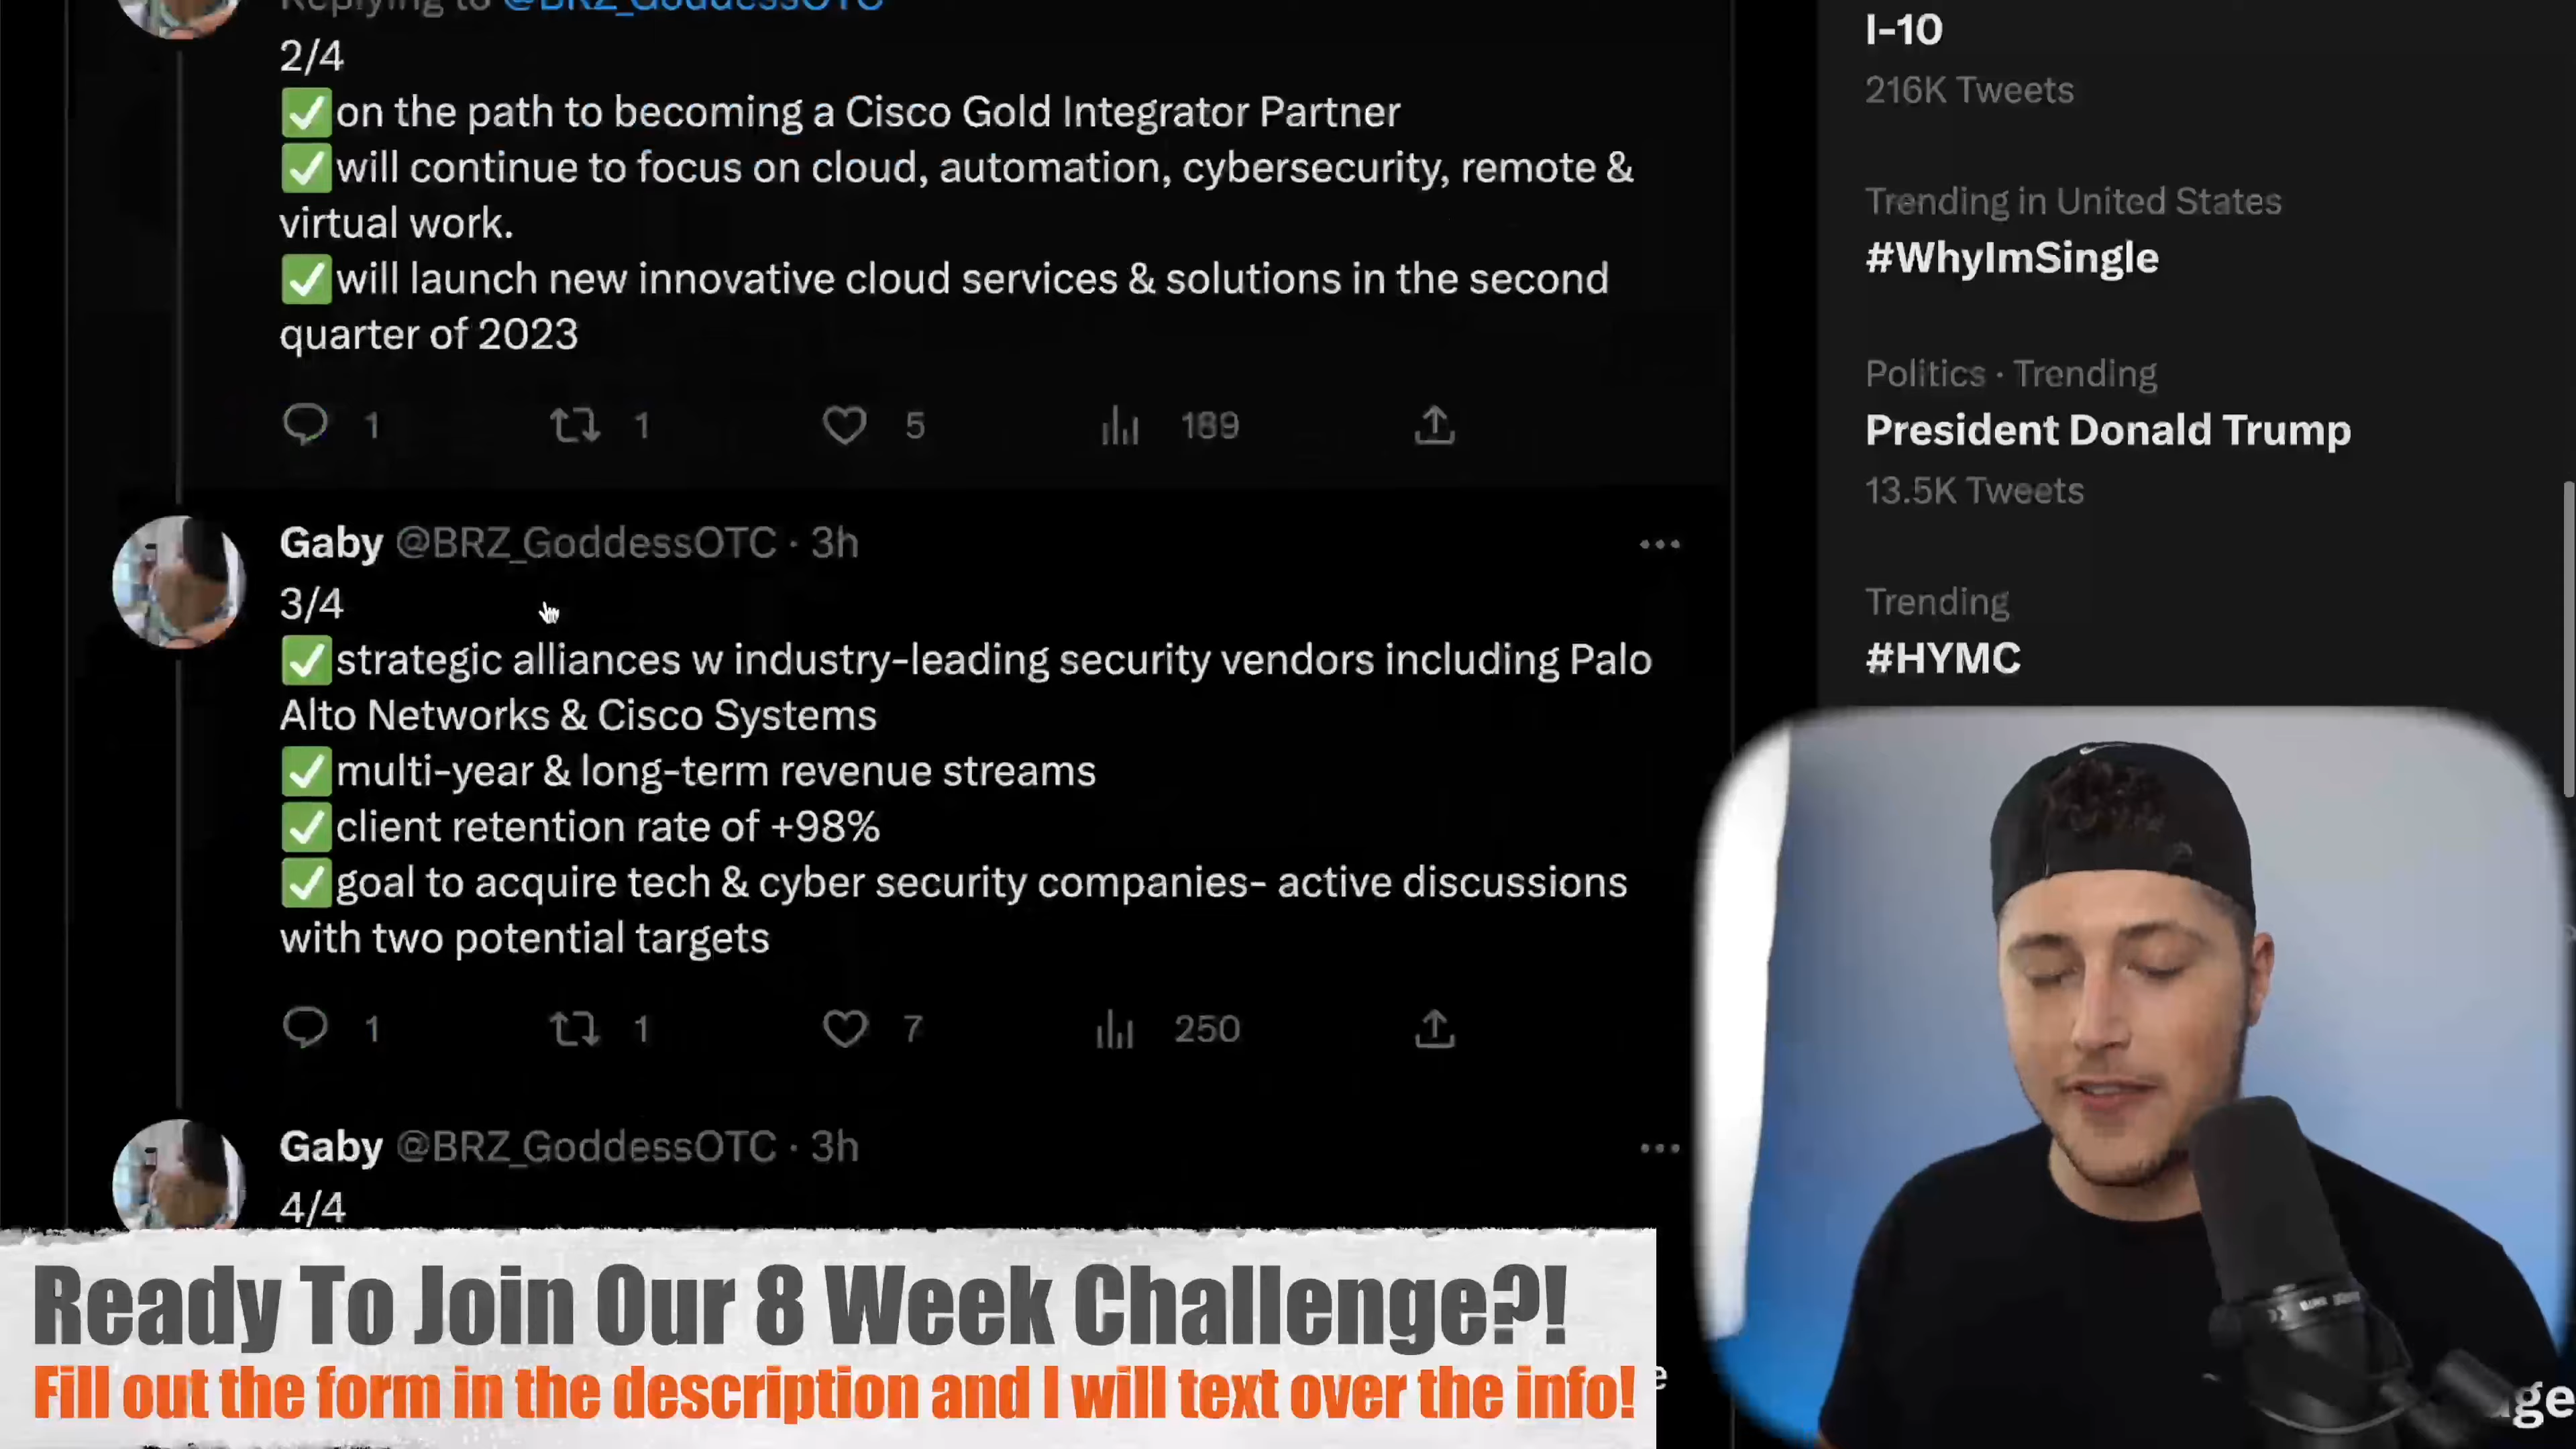 Replying to @BRZ_GoddessOTC
2/4
✅on the path to becoming a Cisco Gold Integrator Partner
✅will continue to focus on cloud, automation, cybersecurity, remote &
virtual work.
✅will launch new innovative cloud services & solutions in the second
quarter of 2023
1 1 5 189
Gaby @BRZ_GoddessOTC · 3h
3/4
✅strategic alliances w industry-leading security vendors including Palo
Alto Networks & Cisco Systems
✅multi-year & long-term revenue streams
✅client retention rate of +98%
✅goal to acquire tech & cyber security companies- active discussions
with two potential targets
1 1 7 250
Gaby @BRZ_GoddessOTC · 3h
4/4
I-10
216K Tweets
Trending in United States
#WhyImSingle
Politics · Trending
President Donald Trump
13.5K Tweets
Trending
#HYMC
Ready To Join Our 8 Week Challenge?!
Fill out the form in the description and I will text over the info!